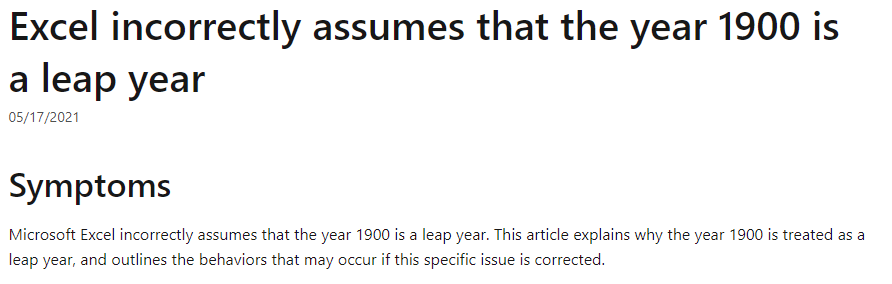 Excel incorrectly assumes that the year 1900 is
a leap year
05/17/2021
Symptoms
Microsoft Excel incorrectly assumes that the year 1900 is a leap year. This article explains why the year 1900 is treated as a
leap year, and outlines the behaviors that may occur if this specific issue is corrected.